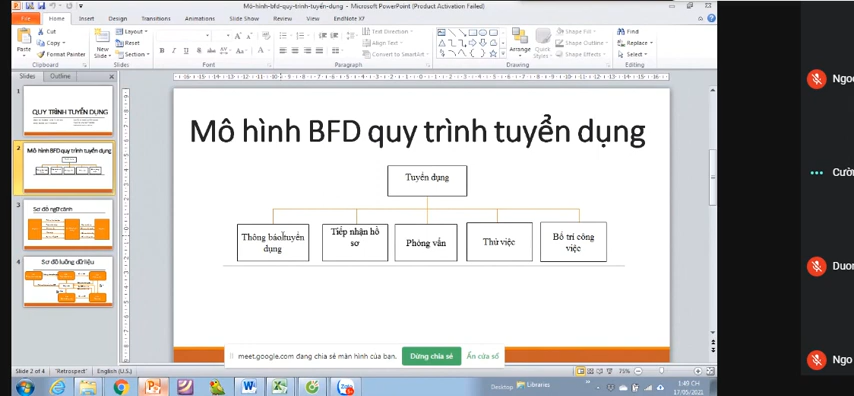 Mô-hình-bfd-quy-trình-tuyển-dụng - Microsoft PowerPoint (Product Activation Failed)
File Home Insert Design Transitions Animations Slide Show Review View EndNote X7
Cut
Copy
Format Painter
Paste
Clipboard
New Slide
Layout
Reset
Section
Slides
Font
Paragraph
Text Direction
Align Text
Convert to SmartArt
Arrange
Quick Styles
Drawing
Shape Fill
Shape Outline
Shape Effects
Find
Replace
Select
Editing
Slides Outline
1
QUY TRÌNH TUYỂN DỤNG
2
Mô hình BFD quy trình tuyển dụng
3
Sơ đồ ngữ cảnh
4
Sơ đồ luồng dữ liệu
Mô hình BFD quy trình tuyển dụng
Tuyển dụng
Thông báo tuyển
dụng
Tiếp nhận hồ
sơ
Phỏng vấn
Thử việc
Bố trí công
việc
meet.google.com đang chia sẻ màn hình của bạn.
Dừng chia sẻ
Ẩn cửa sổ
Slide 2 of 4 "Retrospect" English (U.S.)
75%
Desktop
Libraries
1:49 CH
17/05/2021
Ngo
Cườ
Duon
Ngo